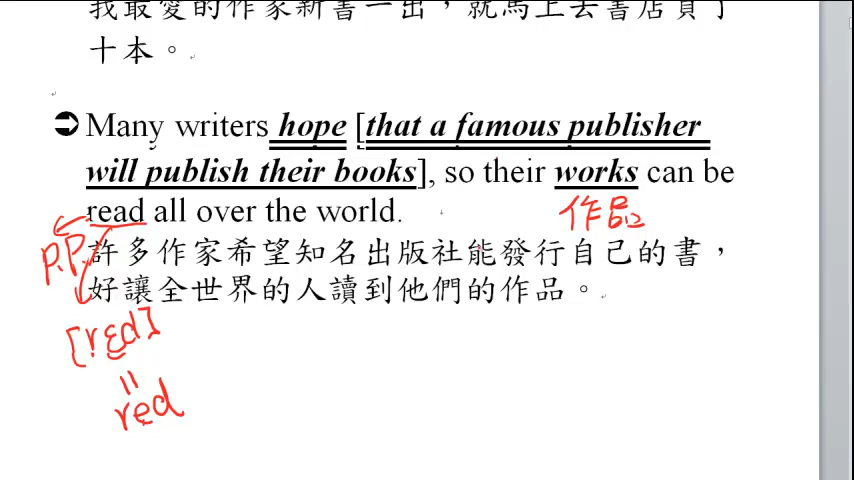 我最愛的作家新書一出，就馬上去書店買了
十本。
➲ Many writers hope [that a famous publisher
will publish their books], so their works can be
read all over the world.
作品
P.P.
許多作家希望知名出版社能發行自己的書，
好讓全世界的人讀到他們的作品。
[rɛd]
=
red